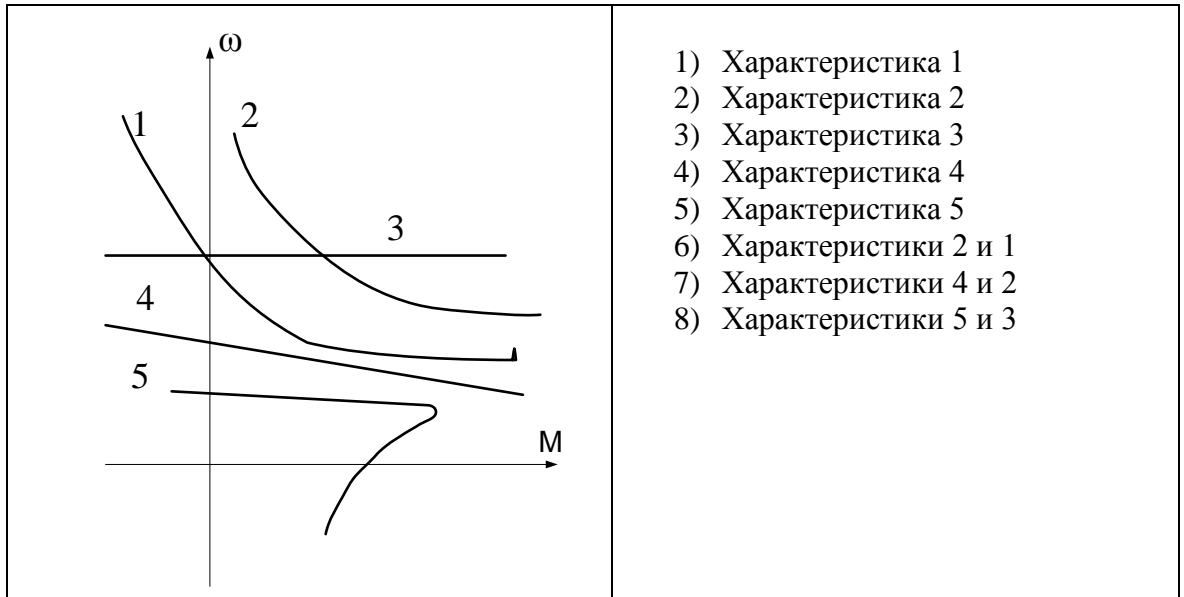 ω
1
2
3
4
5
М
1) Характеристика 1
2) Характеристика 2
3) Характеристика 3
4) Характеристика 4
5) Характеристика 5
6) Характеристики 2 и 1
7) Характеристики 4 и 2
8) Характеристики 5 и 3